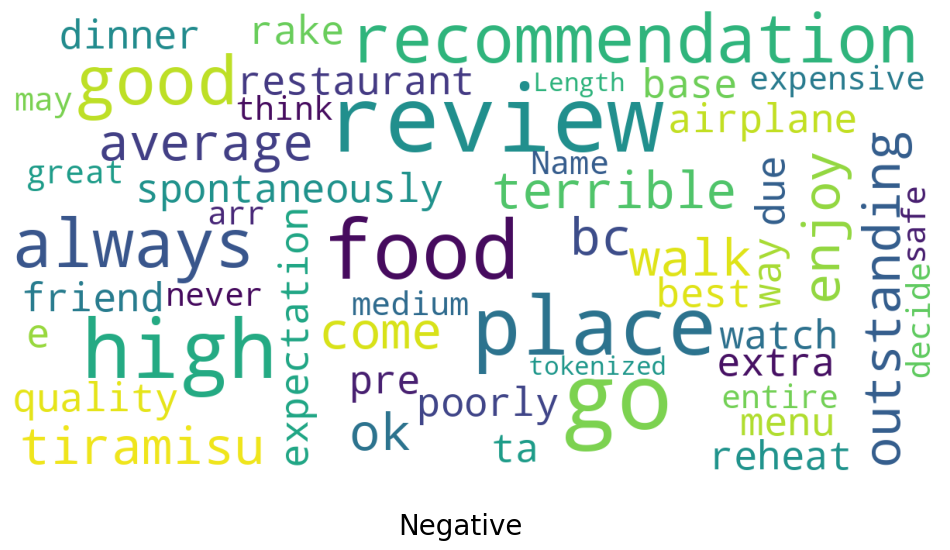 dinner
rake
recommendation
good
restaurant
Length
base
expensive
may
think
review
airplane
average
great
Name
spontaneously
terrible
due
enjoy
outstanding
safe
arr
always
expectation
food
bc
walk
way
friend
never
medium
best
decide
e
high
come
place
watch
tokenized
extra
quality
pre
poorly
go
entire
menu
tiramisu
ok
ta
reheat
Negative